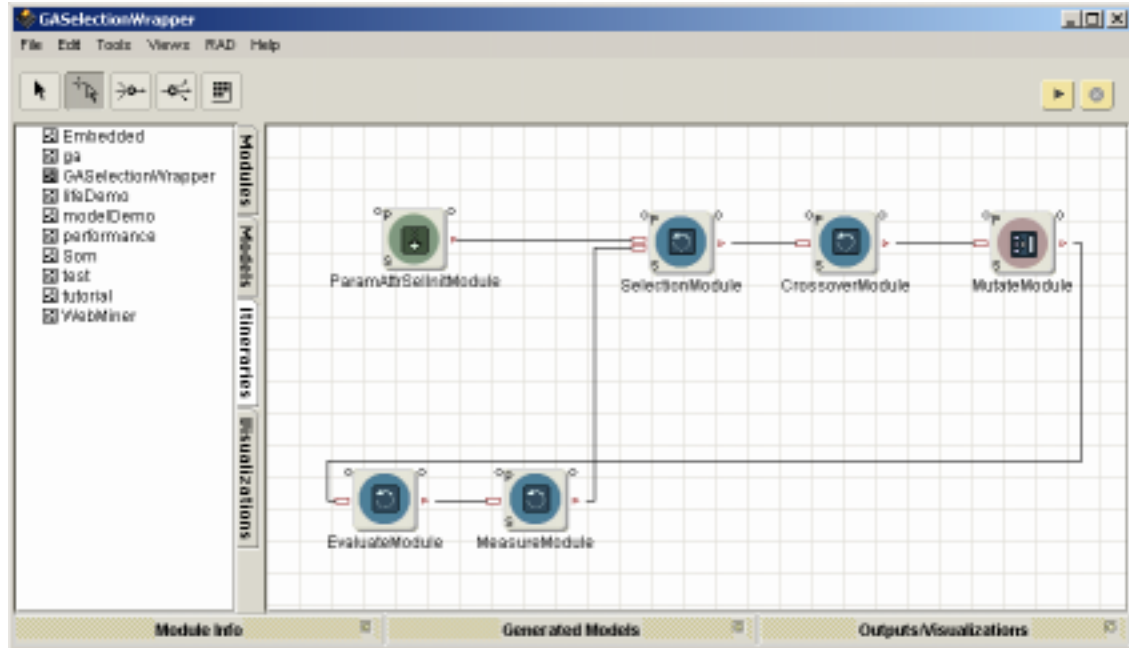 GASelectionWrapper
File Edit Tools Views RAD Help
Embedded
ga
GASelectionWrapper
lifeDemo
modelDemo
performance
Som
test
tutorial
WebMiner
Modules
Models
Itineraries
Visualizations
P
S
ParamAttrSelInitModule
P
S
SelectionModule
P
S
CrossoverModule
P
S
MutateModule
EvaluateModule
P
S
MeasureModule
Module Info
Generated Models
Outputs/Visualizations